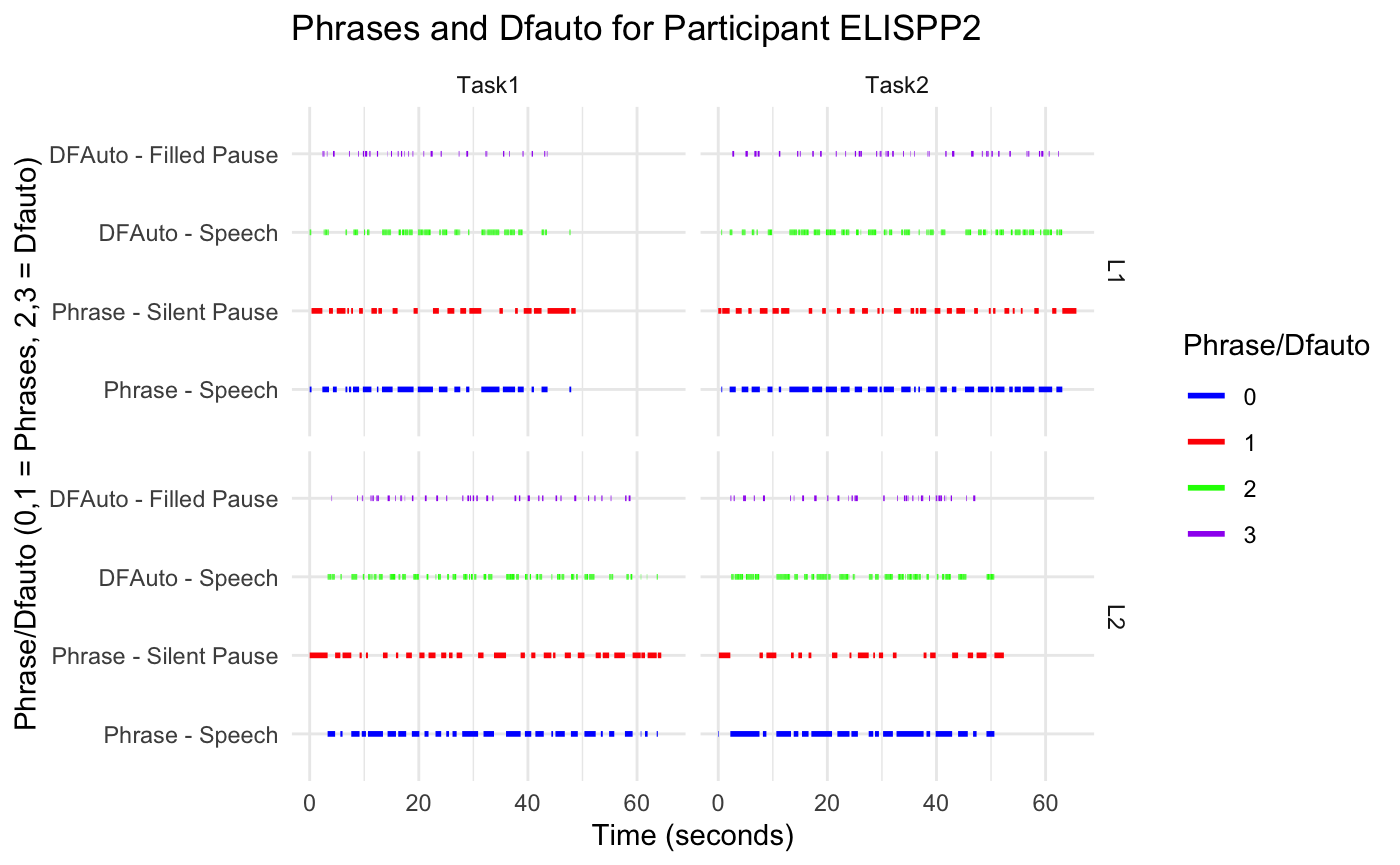 Phrases and Dfauto for Participant ELISPP2
Task1
Task2
Phrase/Dfauto (0,1 = Phrases, 2,3 = Dfauto)
DFAuto - Filled Pause
DFAuto - Speech
Phrase - Silent Pause
Phrase - Speech
L1
DFAuto - Filled Pause
DFAuto - Speech
Phrase - Silent Pause
Phrase - Speech
L2
0 20 40 60
0 20 40 60
Time (seconds)
Phrase/Dfauto
0
1
2
3